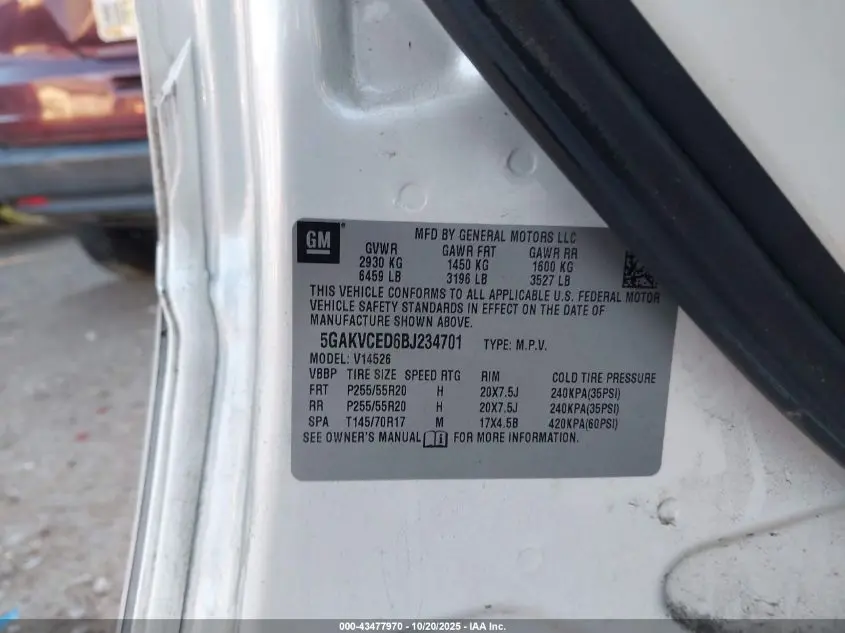 GM
MFD BY GENERAL MOTORS LLC
GVWR GAWR FRT GAWR RR
2930 KG 1450 KG 1600 KG
6459 LB 3196 LB 3527 LB
THIS VEHICLE CONFORMS TO ALL APPLICABLE U.S. FEDERAL MOTOR
VEHICLE SAFETY STANDARDS IN EFFECT ON THE DATE OF
MANUFACTURE SHOWN ABOVE.
5GAKVCED6BJ234701 TYPE: M.P.V.
MODEL: V14526
VBBP TIRE SIZE SPEED RTG RIM COLD TIRE PRESSURE
FRT P255/55R20 H 20X7.5J 240KPA(35PSI)
RR P255/55R20 H 20X7.5J 240KPA(35PSI)
SPA T145/70R17 M 17X4.5B 420KPA(60PSI)
SEE OWNER'S MANUAL FOR MORE INFORMATION.
000-43477970 | 10/20/2025 - IAA Inc.